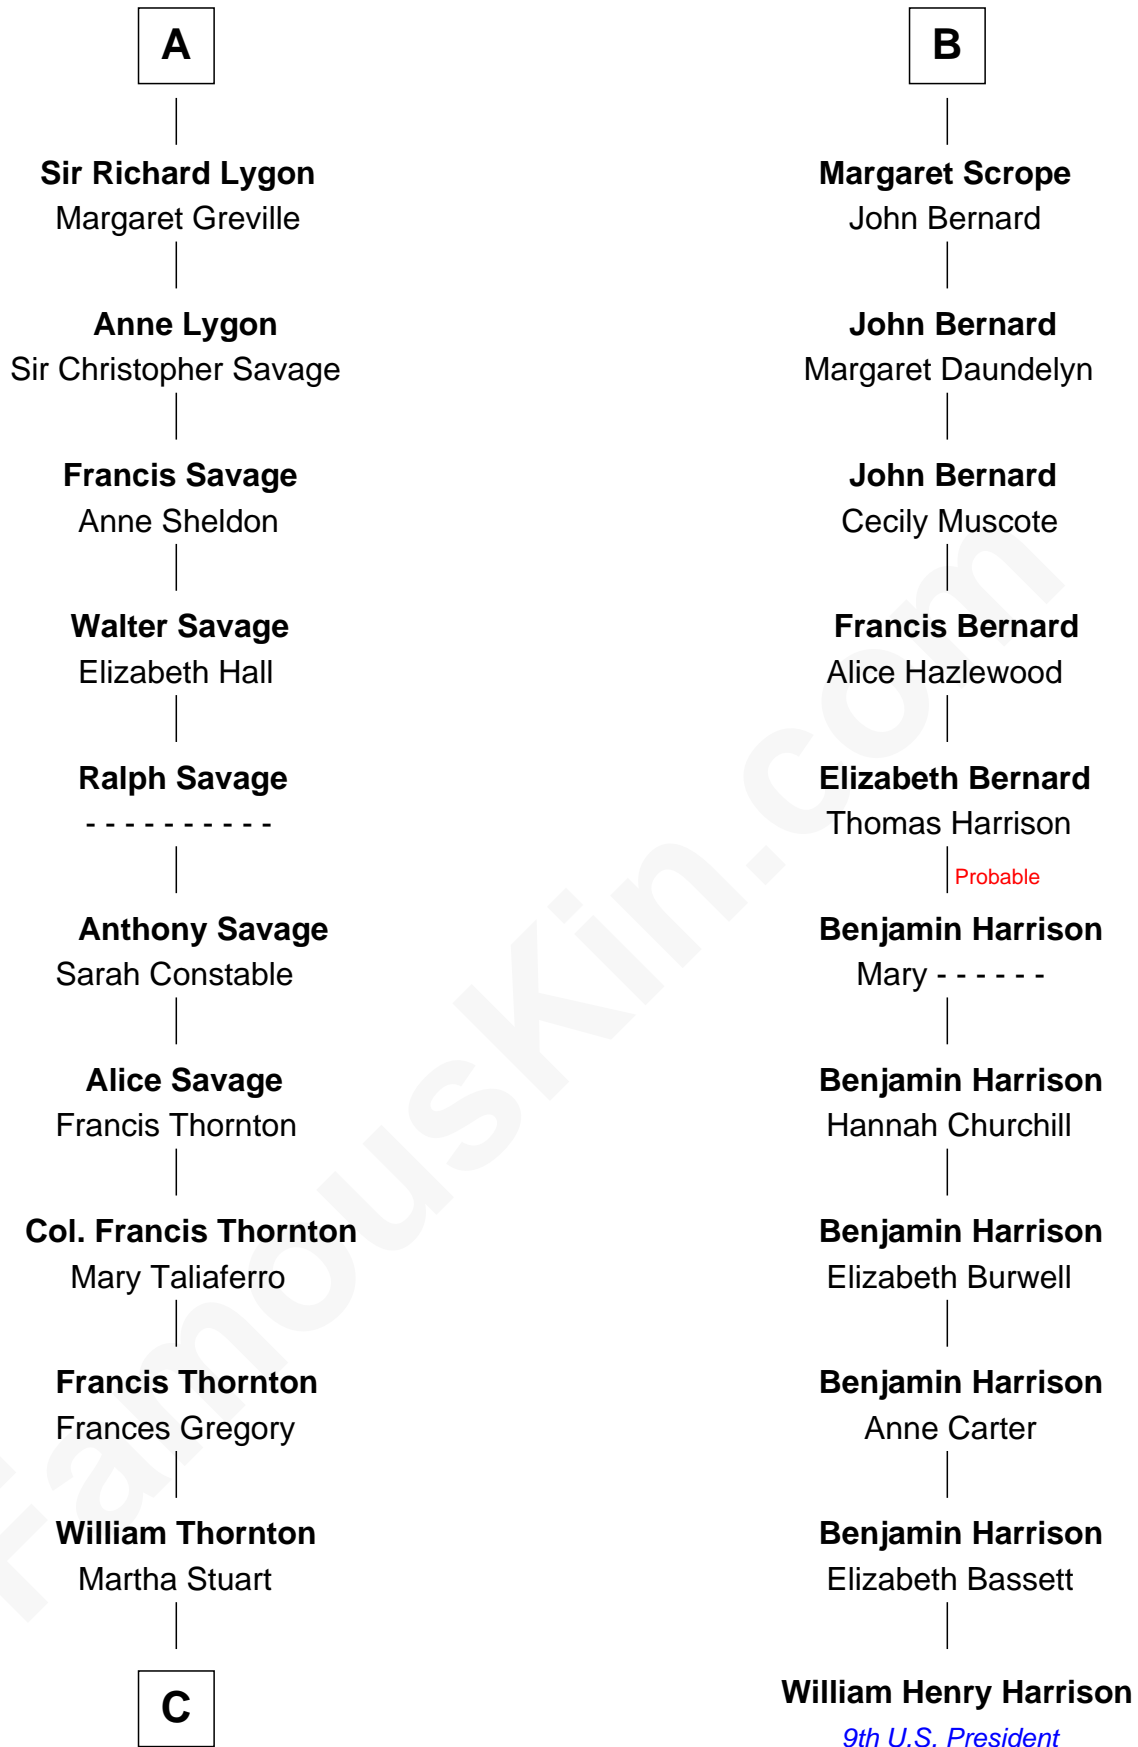 A
Sir Richard Lygon
Margaret Greville
Anne Lygon
Sir Christopher Savage
Francis Savage
Anne Sheldon
Walter Savage
Elizabeth Hall
Ralph Savage
- - - - - - - - - -
Anthony Savage
Sarah Constable
Alice Savage
Francis Thornton
Col. Francis Thornton
Mary Taliaferro
Francis Thornton
Frances Gregory
William Thornton
Martha Stuart
C
B
Margaret Scrope
John Bernard
John Bernard
Margaret Daundelyn
John Bernard
Cecily Muscote
Francis Bernard
Alice Hazlewood
Elizabeth Bernard
Thomas Harrison
Probable
Benjamin Harrison
Mary - - - - - -
Benjamin Harrison
Hannah Churchill
Benjamin Harrison
Elizabeth Burwell
Benjamin Harrison
Anne Carter
Benjamin Harrison
Elizabeth Bassett
William Henry Harrison
9th U.S. President
FamousKin.com